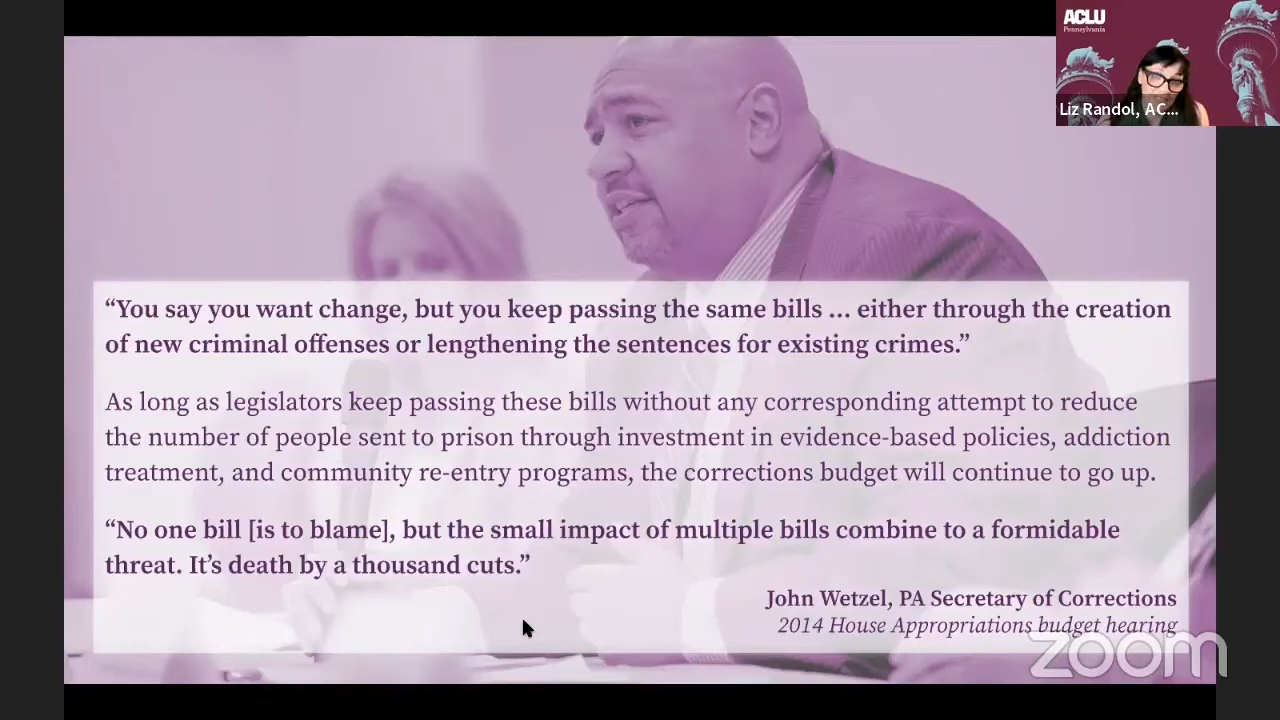 ACLU
Pennsylvania
Liz Randol, AC...
“You say you want change, but you keep passing the same bills ... either through the creation
of new criminal offenses or lengthening the sentences for existing crimes.”
As long as legislators keep passing these bills without any corresponding attempt to reduce
the number of people sent to prison through investment in evidence-based policies, addiction
treatment, and community re-entry programs, the corrections budget will continue to go up.
“No one bill [is to blame], but the small impact of multiple bills combine to a formidable
threat. It’s death by a thousand cuts.”
John Wetzel, PA Secretary of Corrections
2014 House Appropriations budget hearing
zoom